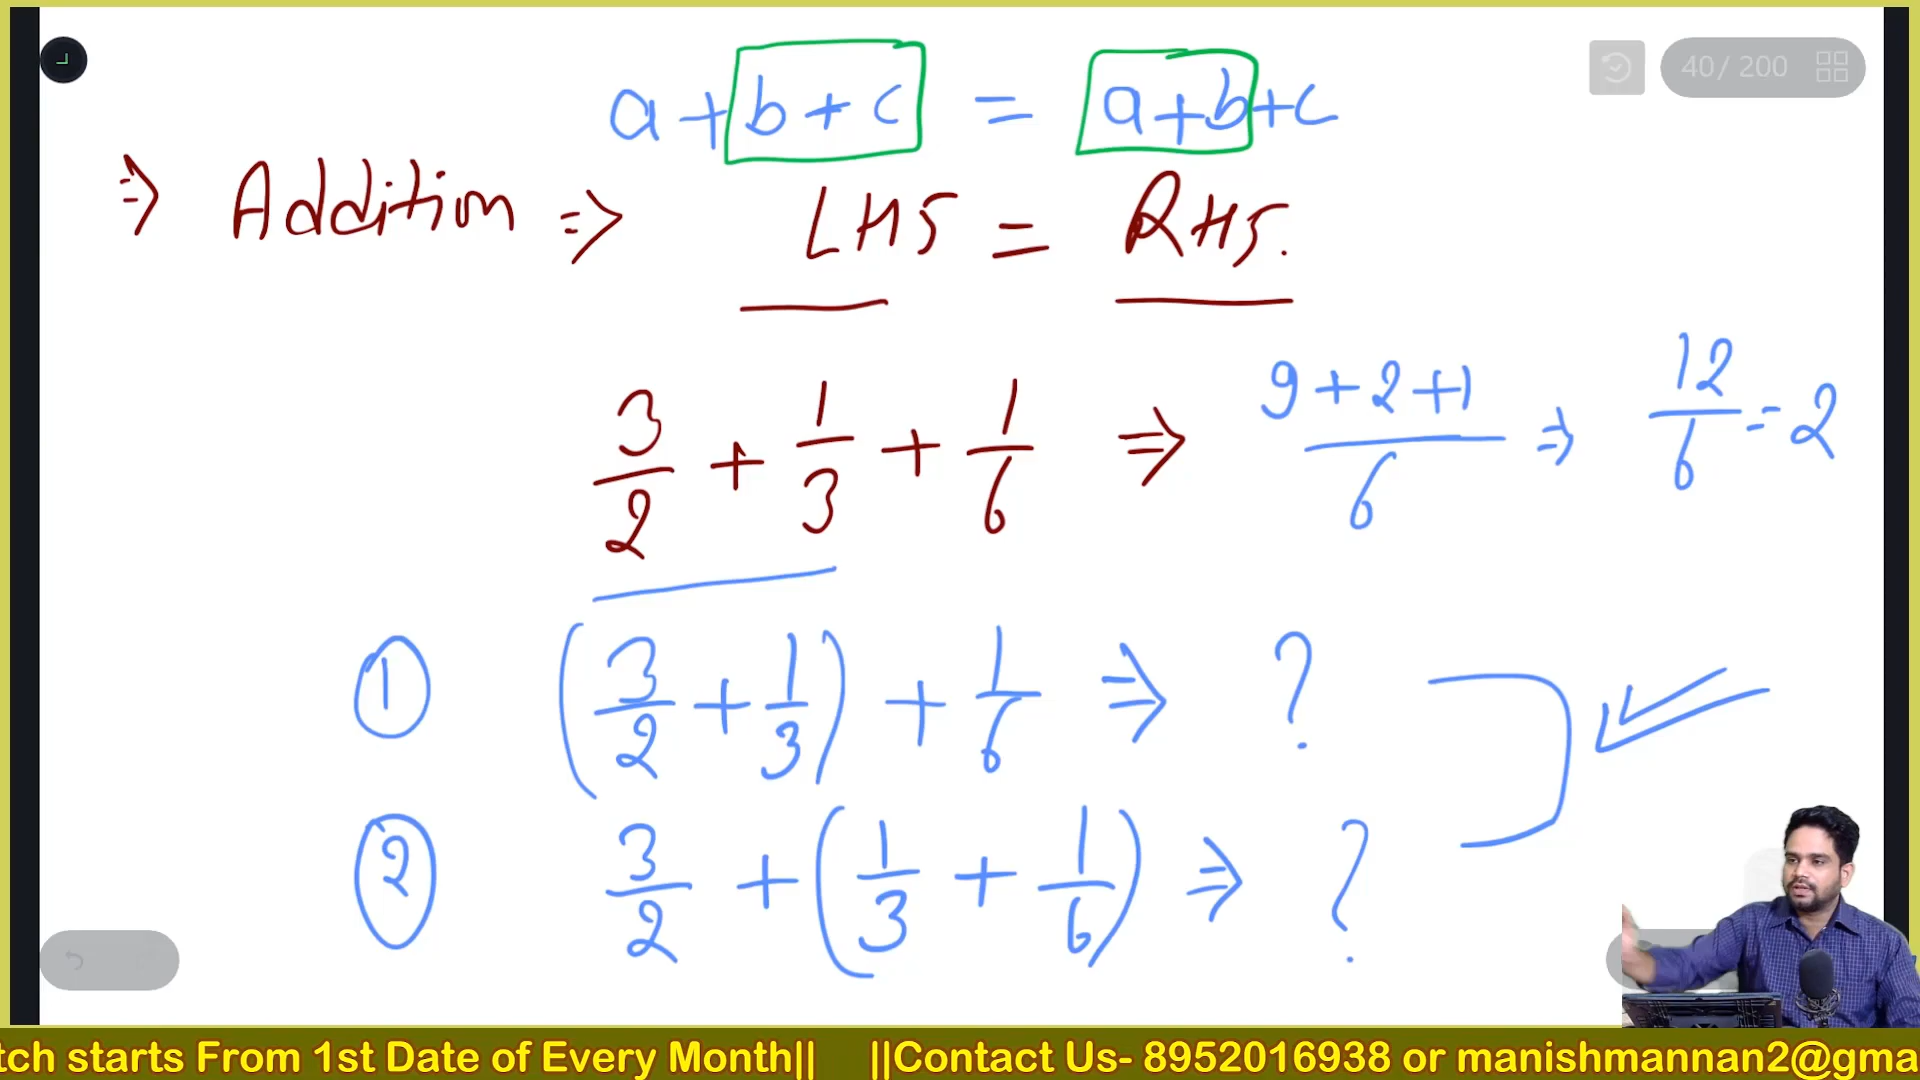 40/ 200
a + b + c = a + b + c
⇒ Addition ⇒ LHS = RHS.
3/2 + 1/3 + 1/6 ⇒ 9+2+1/6 ⇒ 12/6 = 2
① (3/2 + 1/3) + 1/6 ⇒ ?
② 3/2 + (1/3 + 1/6) ⇒ ?
tch starts From 1st Date of Every Month|| ||Contact Us- 8952016938 or manishmannan2@gma